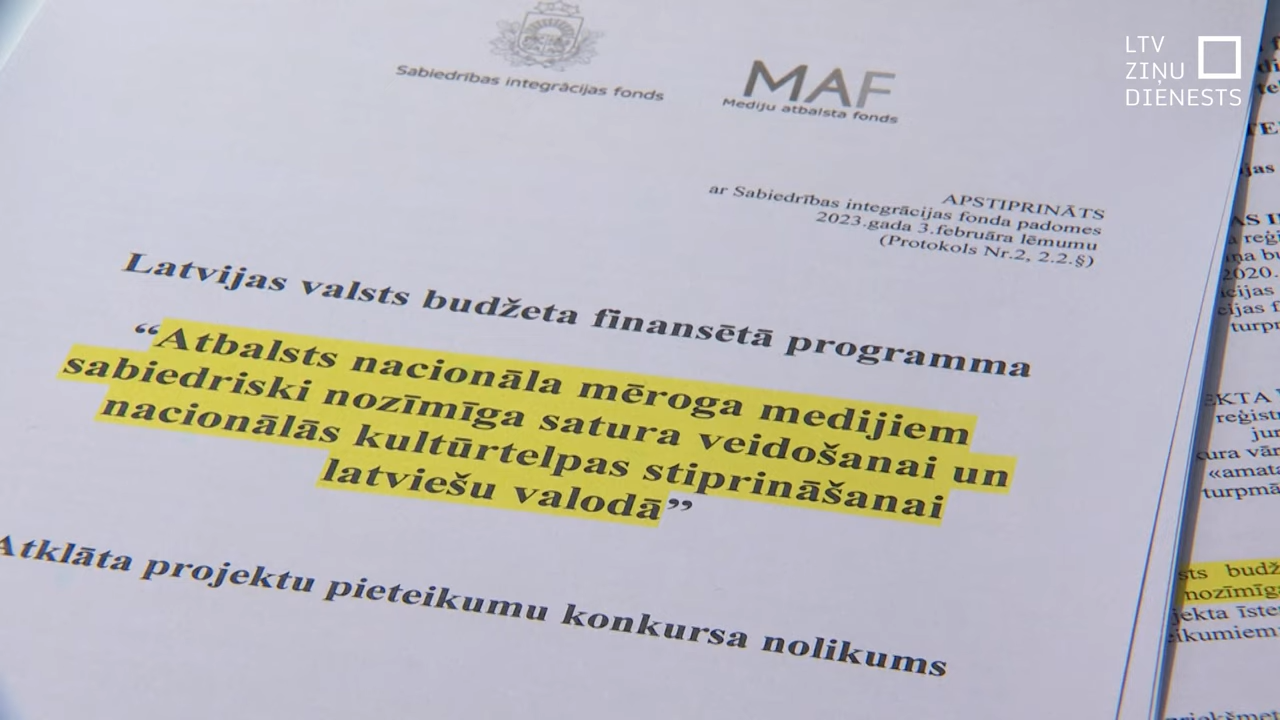 Sabiedrības integrācijas fonds
MAF
Mediju atbalsta fonds
LTV
ZIŅU
DIENESTS
APSTIPRINĀTS
ar Sabiedrības integrācijas fonda padomes
2023.gada 3.februāra lēmumu
(Protokols Nr.2, 2.2.§)
Latvijas valsts budžeta finansētā programma
“Atbalsts nacionāla mēroga medijiem
sabiedriski nozīmīga satura veidošanai un
nacionālās kultūrtelpas stiprināšanai
latviešu valodā”
Atklāta projektu pieteikumu konkursa nolikums